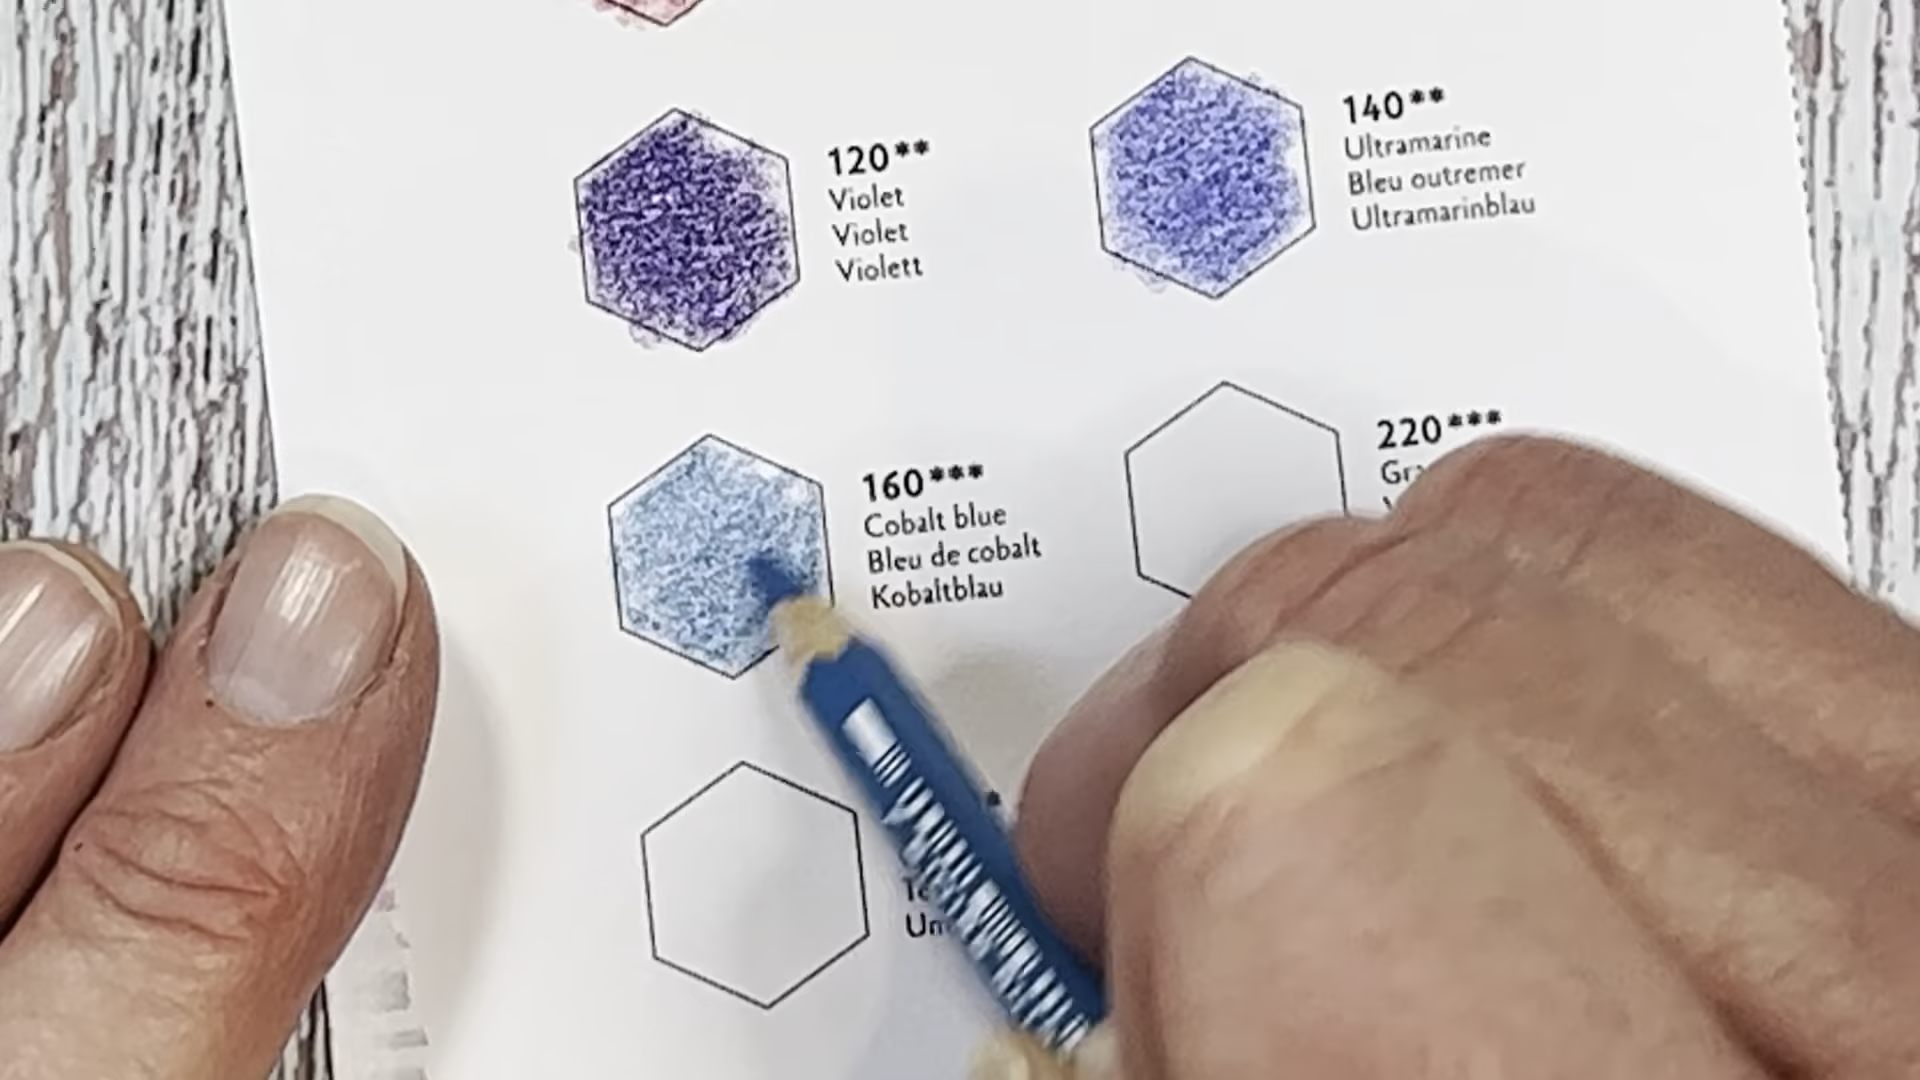 120**
Violet
Violet
Violett
140**
Ultramarine
Bleu outremer
Ultramarinblau
160***
Cobalt blue
Bleu de cobalt
Kobaltblau
220***